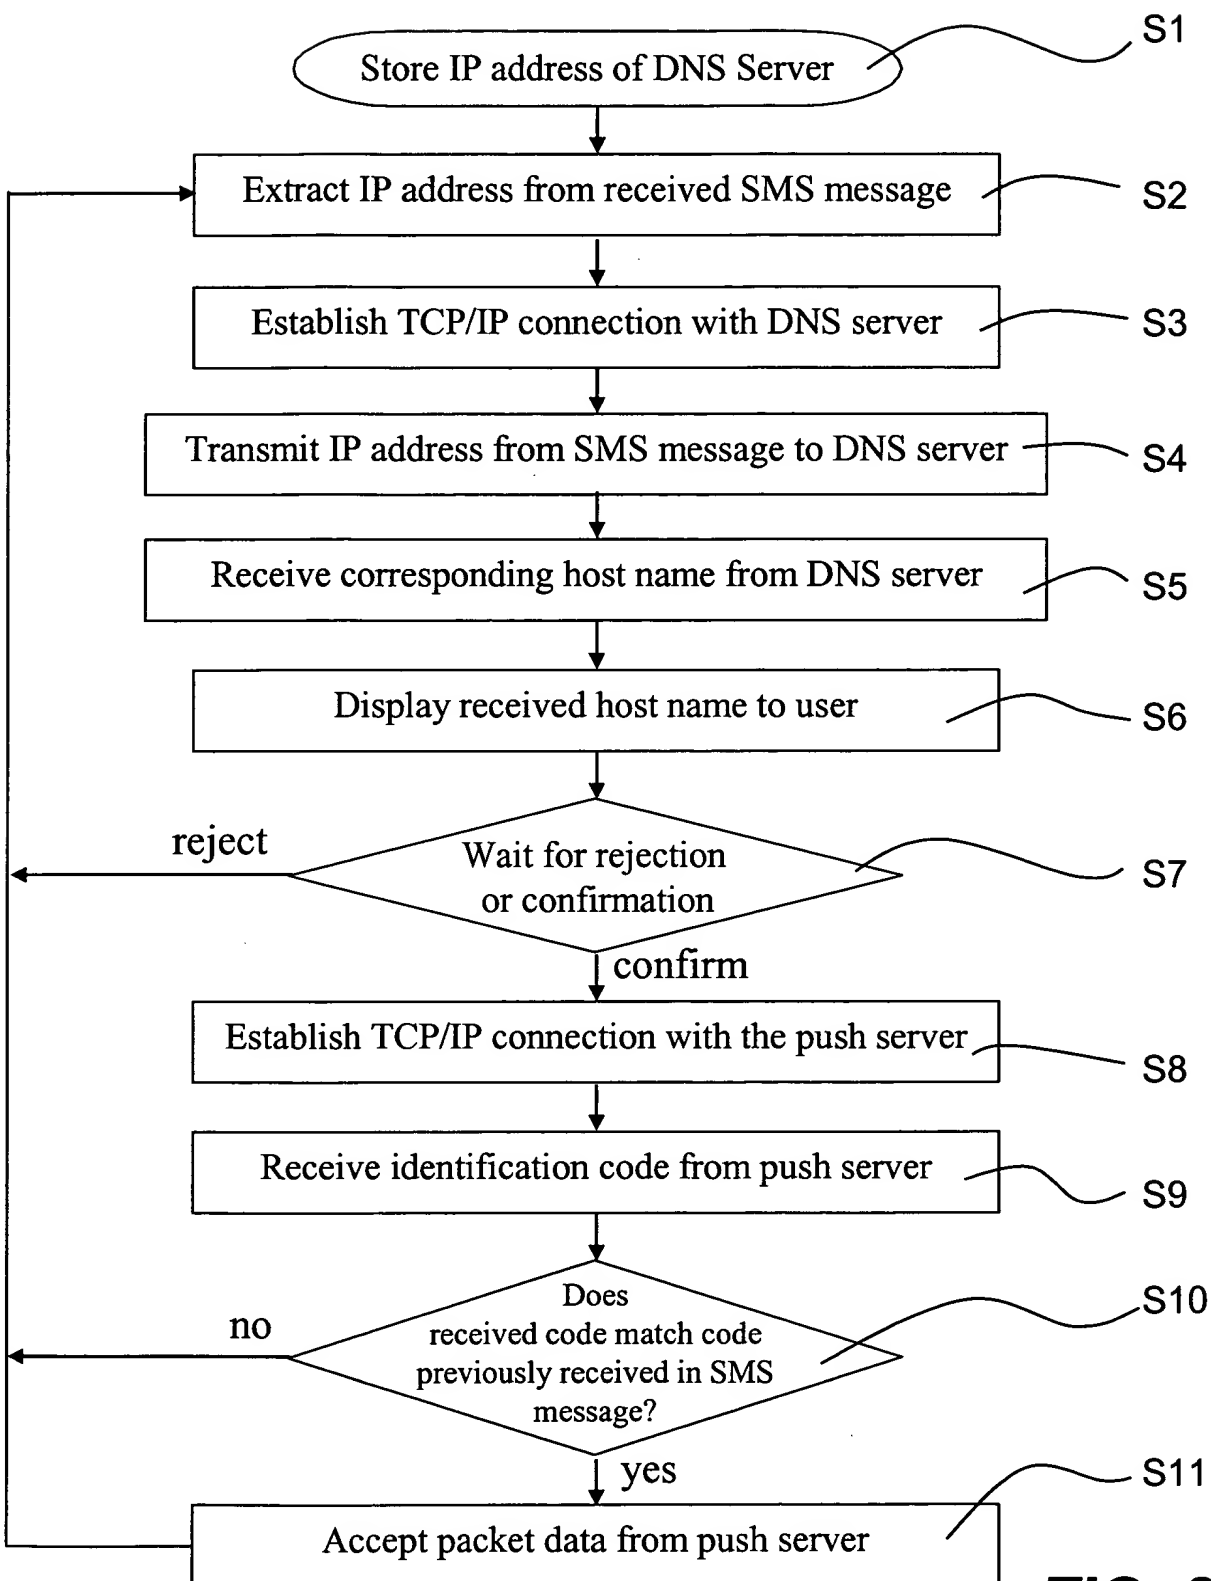 Store IP address of DNS Server
S1
Extract IP address from received SMS message
S2
Establish TCP/IP connection with DNS server
S3
Transmit IP address from SMS message to DNS server
S4
Receive corresponding host name from DNS server
S5
Display received host name to user
S6
reject
Wait for rejection
or confirmation
S7
confirm
Establish TCP/IP connection with the push server
S8
Receive identification code from push server
S9
no
Does
received code match code
previously received in SMS
message?
S10
yes
Accept packet data from push server
S11